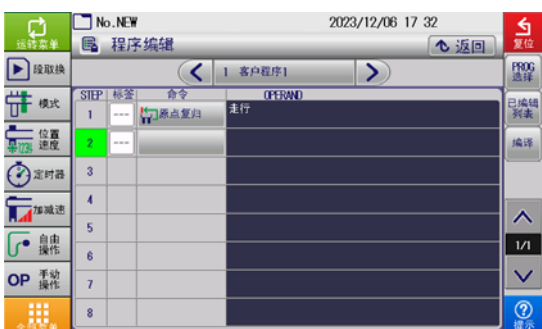 运转菜单
No.NEW 2023/12/06 17 32
复位
程序编辑
返回
段取换
1 客户程序1
PROG
选择
STEP 标签 命令 OPERAND
模式
1 --- 原点复归 走行
已编辑
列表
位置
速度
2 ---
编译
定时器
3
加减速
4
5
自由
操作
1/1
6
OP 手动
操作
7
8
全部菜单
提示